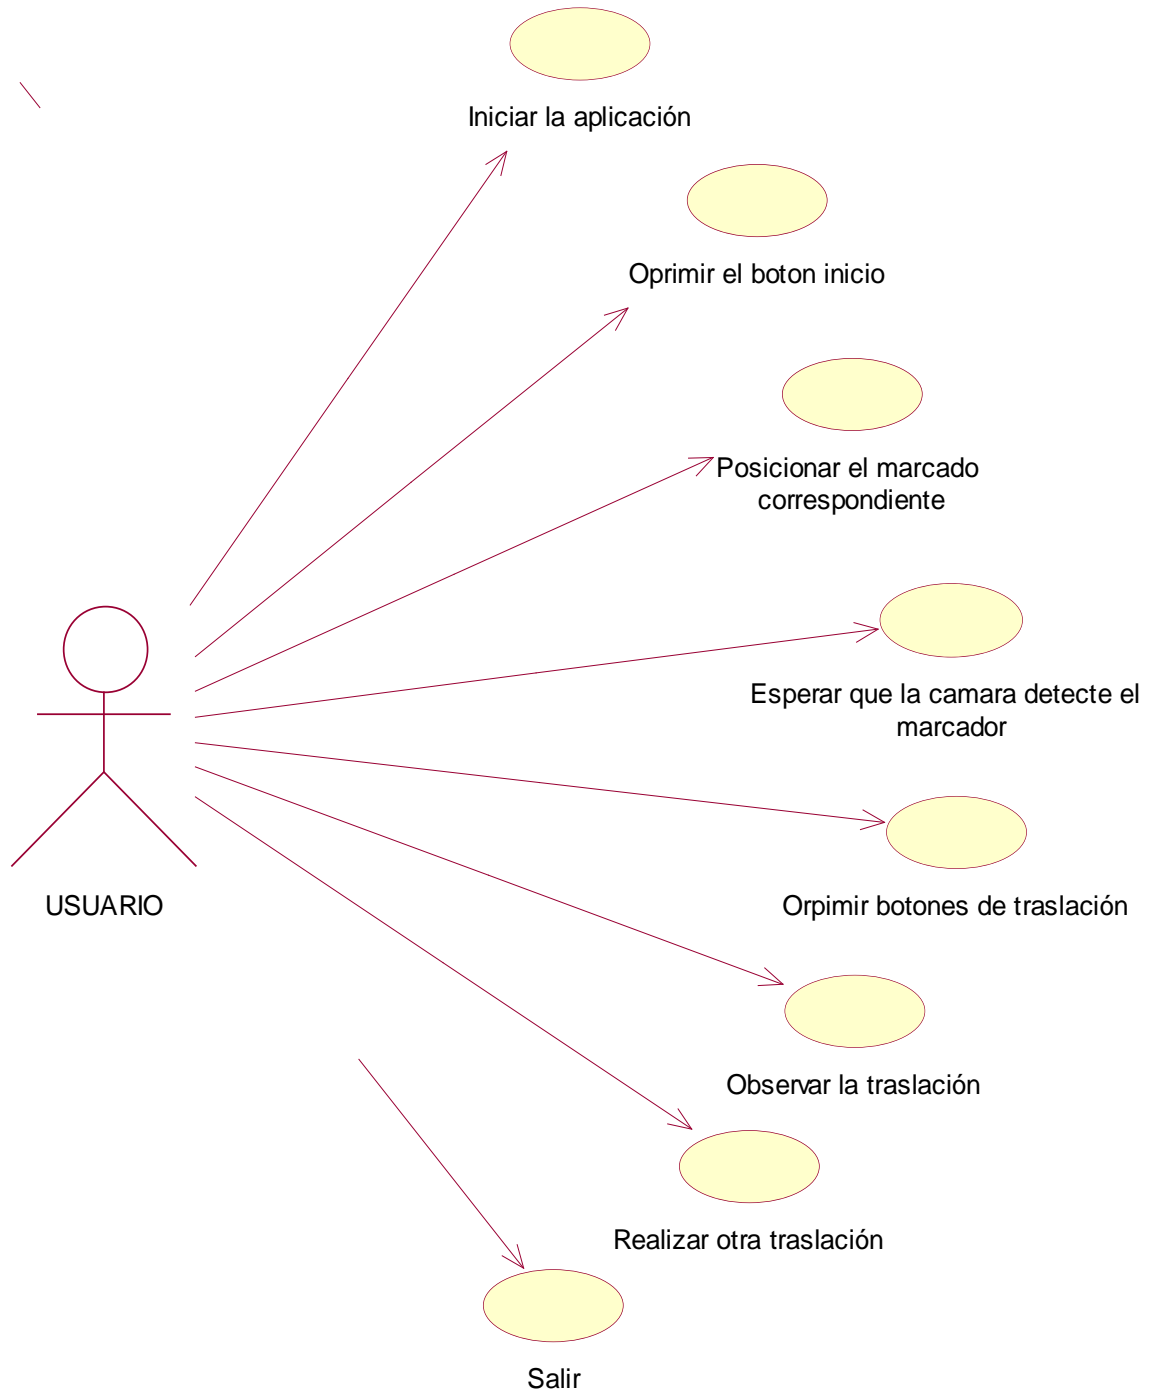 Iniciar la aplicación
Oprimir el boton inicio
Posicionar el marcado
correspondiente
Esperar que la camara detecte el
marcador
USUARIO
Orpimir botones de traslación
Observar la traslación
Realizar otra traslación
Salir